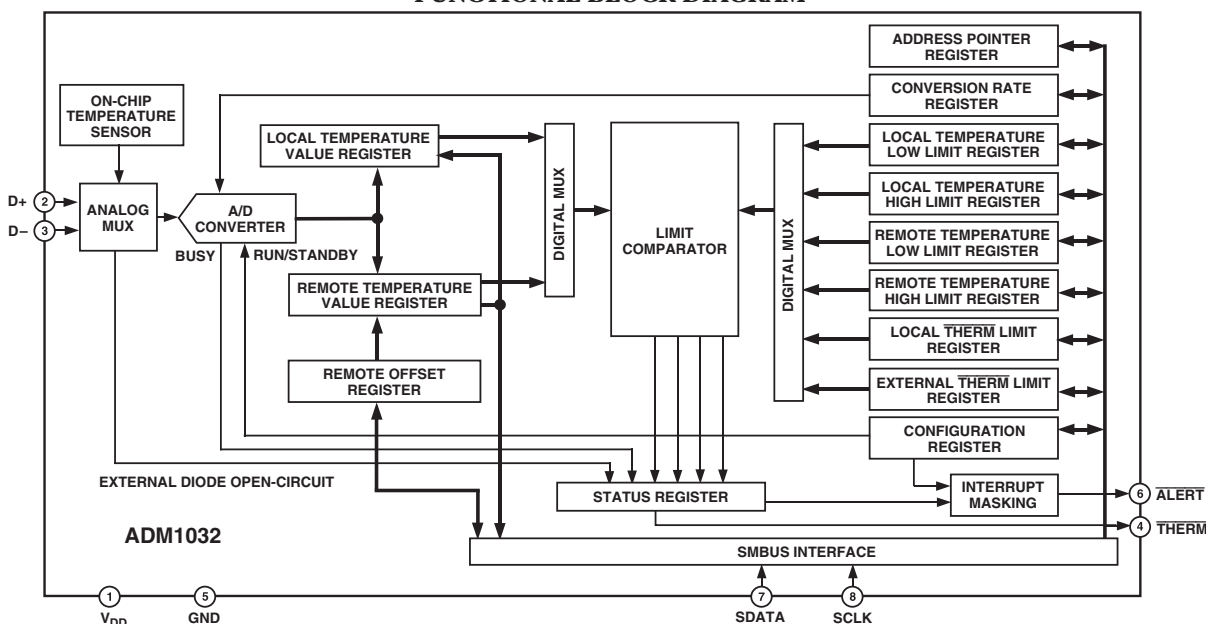 FUNCTIONAL BLOCK DIAGRAM
ADDRESS POINTER
REGISTER
CONVERSION RATE
REGISTER
ON-CHIP
TEMPERATURE
SENSOR
LOCAL TEMPERATURE
VALUE REGISTER
LOCAL TEMPERATURE
LOW LIMIT REGISTER
D+
2
D–
3
ANALOG
MUX
A/D
CONVERTER
BUSY
RUN/STANDBY
DIGITAL MUX
LIMIT
COMPARATOR
DIGITAL MUX
LOCAL TEMPERATURE
HIGH LIMIT REGISTER
REMOTE TEMPERATURE
LOW LIMIT REGISTER
REMOTE TEMPERATURE
VALUE REGISTER
REMOTE TEMPERATURE
HIGH LIMIT REGISTER
LOCAL THERM LIMIT
REGISTER
REMOTE OFFSET
REGISTER
EXTERNAL THERM LIMIT
REGISTER
CONFIGURATION
REGISTER
EXTERNAL DIODE OPEN-CIRCUIT
STATUS REGISTER
INTERRUPT
MASKING
6
ALERT
4
THERM
ADM1032
SMBUS INTERFACE
1
5
7
8
VDD
GND
SDATA
SCLK